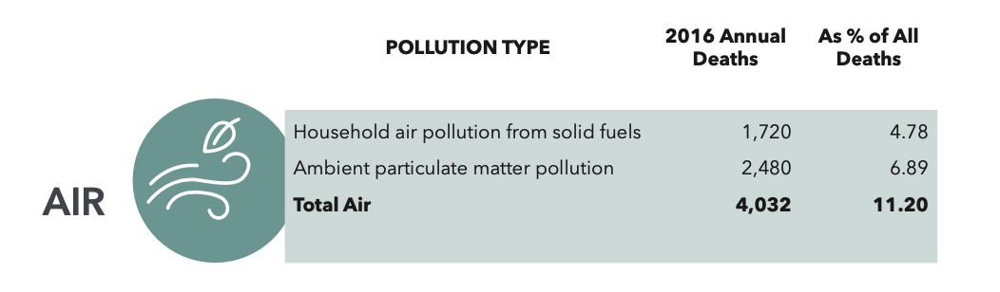 POLLUTION TYPE 2016 Annual Deaths As % of All Deaths
AIR
Household air pollution from solid fuels 1,720 4.78
Ambient particulate matter pollution 2,480 6.89
Total Air 4,032 11.20